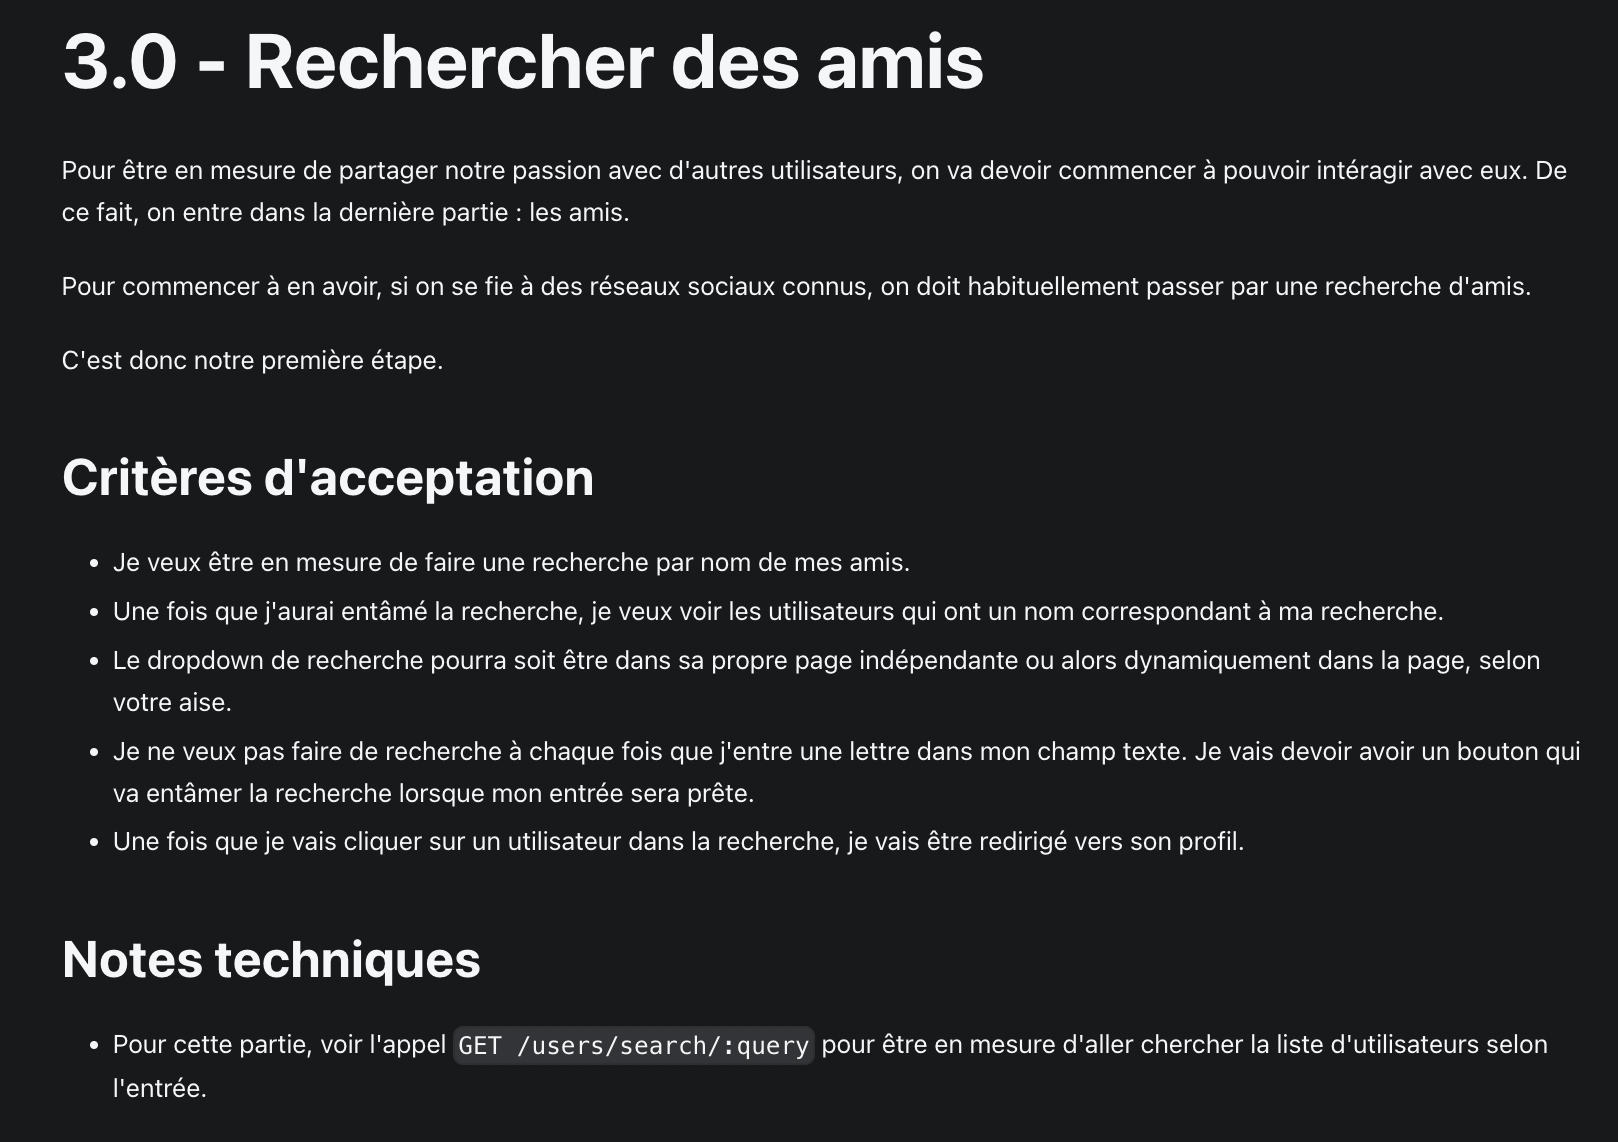 3.0 - Rechercher des amis
Pour être en mesure de partager notre passion avec d'autres utilisateurs, on va devoir commencer à pouvoir intéragir avec eux. De
ce fait, on entre dans la dernière partie : les amis.
Pour commencer à en avoir, si on se fie à des réseaux sociaux connus, on doit habituellement passer par une recherche d'amis.
C'est donc notre première étape.
Critères d'acceptation
• Je veux être en mesure de faire une recherche par nom de mes amis.
• Une fois que j'aurai entâmé la recherche, je veux voir les utilisateurs qui ont un nom correspondant à ma recherche.
• Le dropdown de recherche pourra soit être dans sa propre page indépendante ou alors dynamiquement dans la page, selon
votre aise.
• Je ne veux pas faire de recherche à chaque fois que j'entre une lettre dans mon champ texte. Je vais devoir avoir un bouton qui
va entâmer la recherche lorsque mon entrée sera prête.
• Une fois que je vais cliquer sur un utilisateur dans la recherche, je vais être redirigé vers son profil.
Notes techniques
• Pour cette partie, voir l'appel GET /users/search/:query pour être en mesure d'aller chercher la liste d'utilisateurs selon
l'entrée.